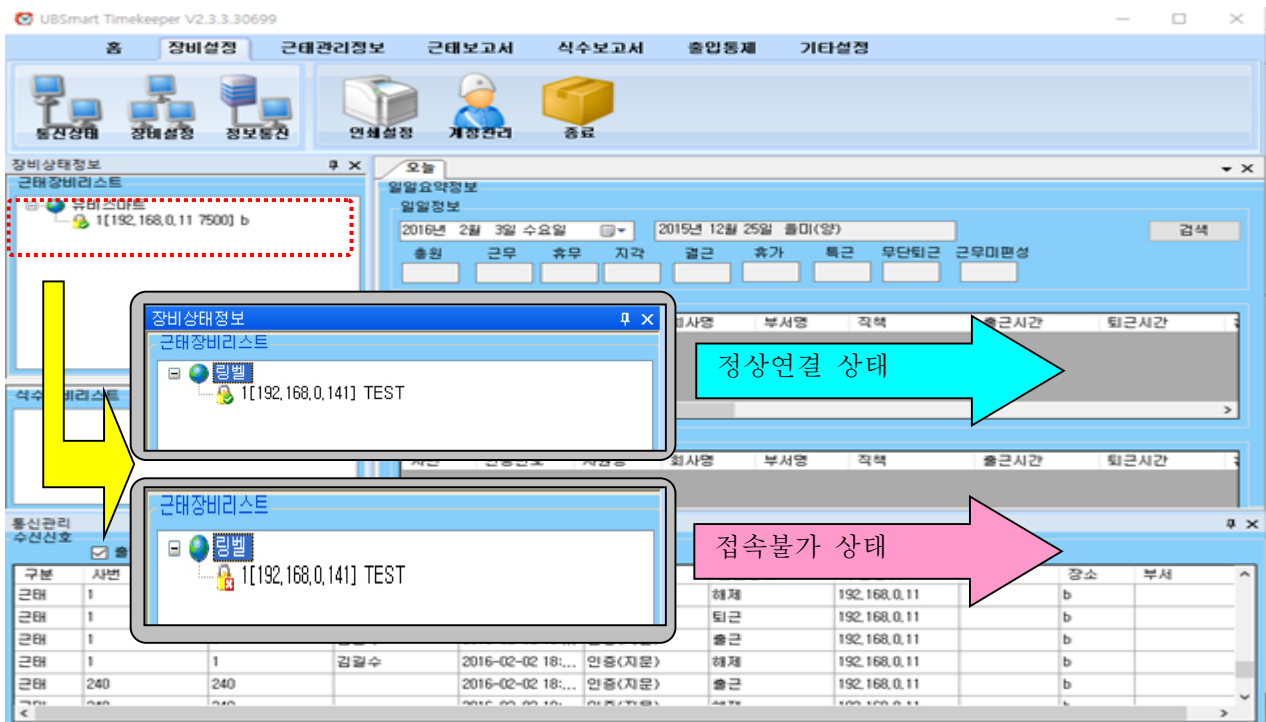 UBSmart Timekeeper V2.3.3.30699
홈 장비설정 근태관리정보 근태보고서 식수보고서 출입통제 기타설정
통신상태 장비설정 정보통신 인쇄설정 계정관리 종료
장비상태정보
근태장비리스트
유비스마트
1[192,168,0,11 7500] b
오늘
일일요약정보
일일정보
2016년 2월 3일 수요일 2015년 12월 25일 을미(양) 검색
총원 근무 휴무 지각 결근 휴가 특근 무단퇴근 근무미편성
장비상태정보
근태장비리스트
링벨
1[192,168,0,141] TEST
회사명 부서명 직책 출근시간 퇴근시간
정상연결 상태
회사명 부서명 직책 출근시간 퇴근시간
근태장비리스트
링벨
1[192,168,0,141] TEST
접속불가 상태
통신관리
수신신호
구분 사번 장소 부서
근태 1 해제 192,168,0,11 b
근태 1 퇴근 192,168,0,11 b
근태 1 출근 192,168,0,11 b
근태 1 1 김길수 2016-02-02 18:... 인증(지문) 해제 192,168,0,11 b
근태 240 240 2016-02-02 18:... 인증(지문) 출근 192,168,0,11 b